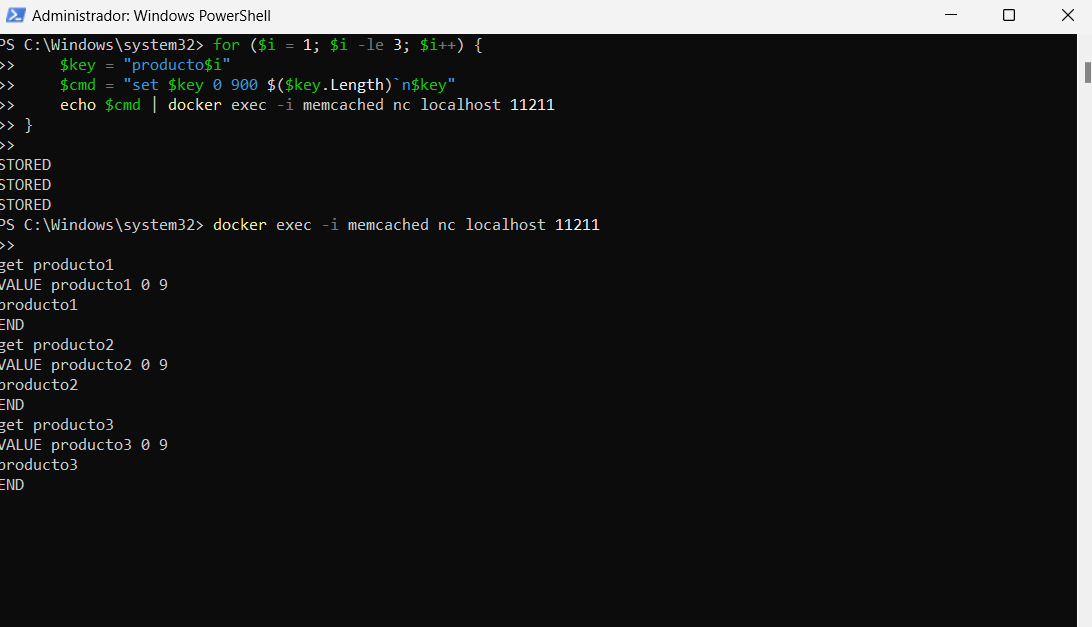 Administrador: Windows PowerShell
PS C:\Windows\system32> for ($i = 1; $i -le 3; $i++) {
>>     $key = "producto$i"
>>     $cmd = "set $key 0 900 $($key.Length)`n$key"
>>     echo $cmd | docker exec -i memcached nc localhost 11211
>> }
>>
STORED
STORED
STORED
PS C:\Windows\system32> docker exec -i memcached nc localhost 11211
>>
get producto1
VALUE producto1 0 9
producto1
END
get producto2
VALUE producto2 0 9
producto2
END
get producto3
VALUE producto3 0 9
producto3
END